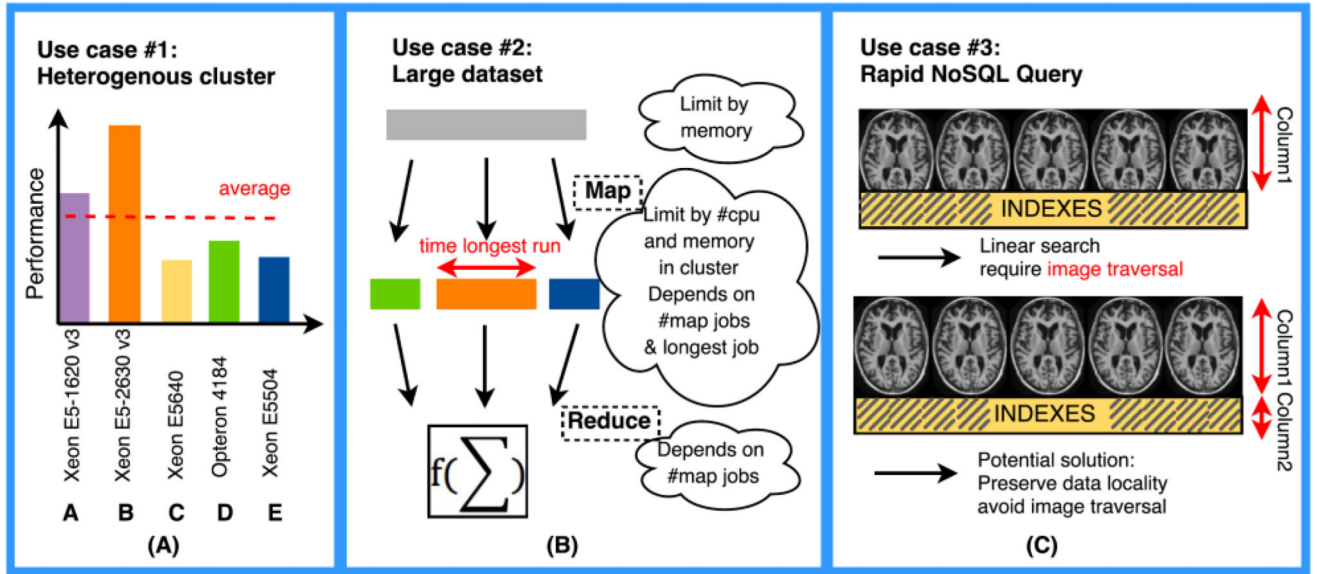 Use case #1:
Heterogenous cluster
Performance
average
Xeon E5-1620 v3
Xeon E5-2630 v3
Xeon E5640
Opteron 4184
Xeon E5504
A
B
C
D
E
(A)
Use case #2:
Large dataset
Limit by
memory
Map
time longest run
Limit by #cpu
and memory
in cluster
Depends on
#map jobs
& longest job
Reduce
f(∑)
Depends on
#map jobs
(B)
Use case #3:
Rapid NoSQL Query
Column1
INDEXES
Linear search
require image traversal
Column1
Column2
INDEXES
Potential solution:
Preserve data locality
avoid image traversal
(C)